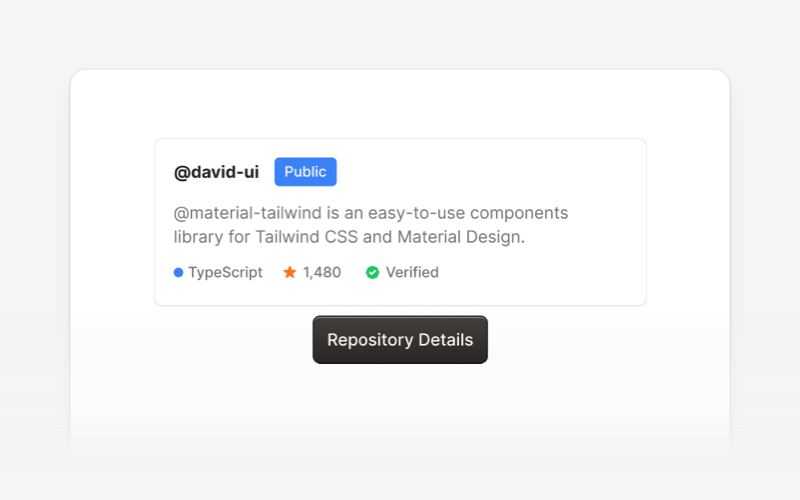 @david-ui Public
@material-tailwind is an easy-to-use components
library for Tailwind CSS and Material Design.
TypeScript 1,480 Verified
Repository Details